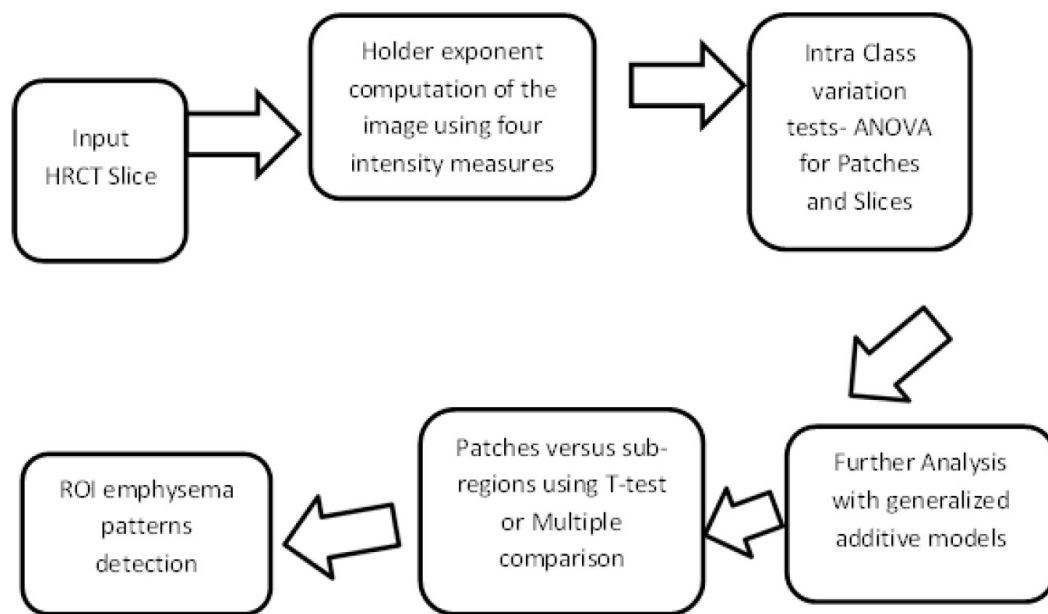 Input
HRCT Slice
Holder exponent
computation of the
image using four
intensity measures
Intra Class
variation
tests- ANOVA
for Patches
and Slices
Further Analysis
with generalized
additive models
Patches versus sub-
regions using T-test
or Multiple
comparison
ROI emphysema
patterns
detection